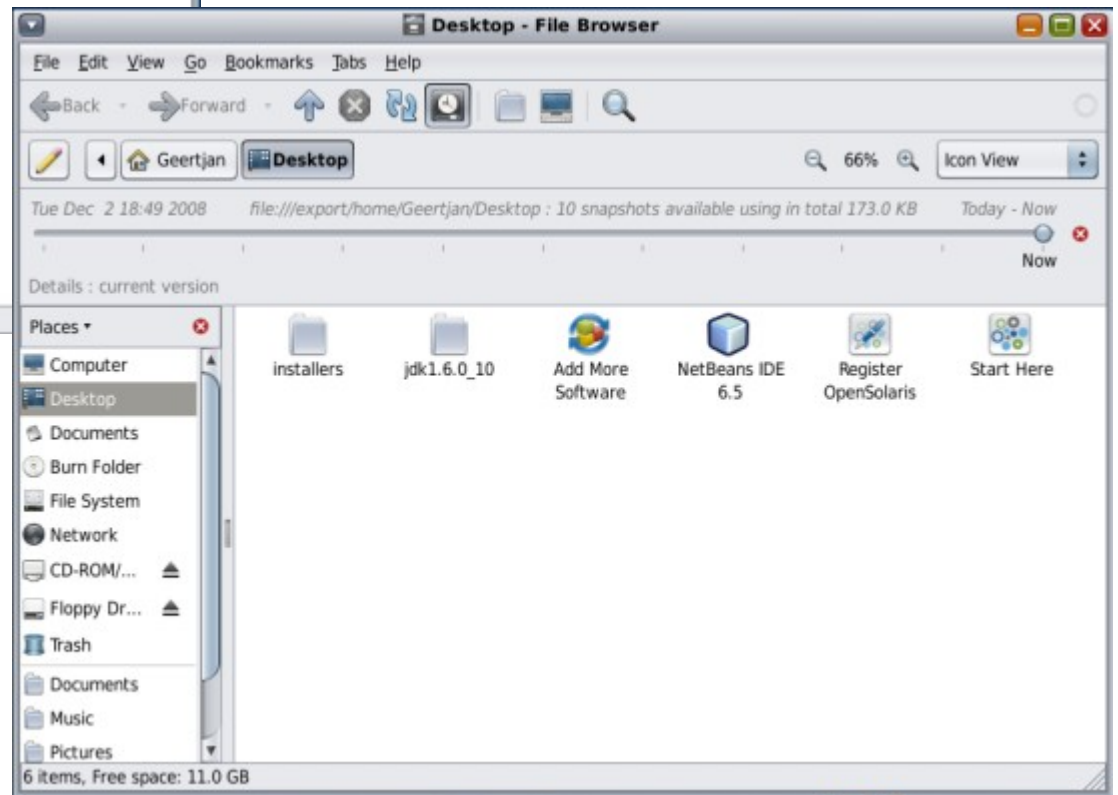 Desktop - File Browser
File Edit View Go Bookmarks Tabs Help
Back Forward
Geertjan Desktop 66% Icon View
Tue Dec 2 18:49 2008 file:///export/home/Geertjan/Desktop : 10 snapshots available using in total 173.0 KB Today - Now
Now
Details : current version
Places
Computer
Desktop
Documents
Burn Folder
File System
Network
CD-ROM/...
Floppy Dr...
Trash
Documents
Music
Pictures
installers
jdk1.6.0_10
Add More
Software
NetBeans IDE
6.5
Register
OpenSolaris
Start Here
6 items, Free space: 11.0 GB